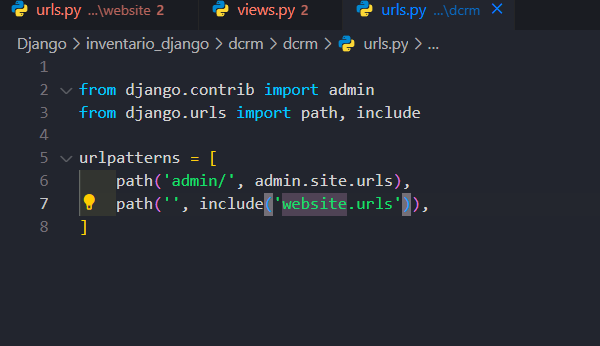 urls.py ...\website 2 views.py 2 urls.py ...\dcrm ×
Django > inventario_django > dcrm > dcrm > urls.py > ...
1
2 from django.contrib import admin
3 from django.urls import path, include
4
5 urlpatterns = [
6 path('admin/', admin.site.urls),
7 path('', include('website.urls')),
8 ]